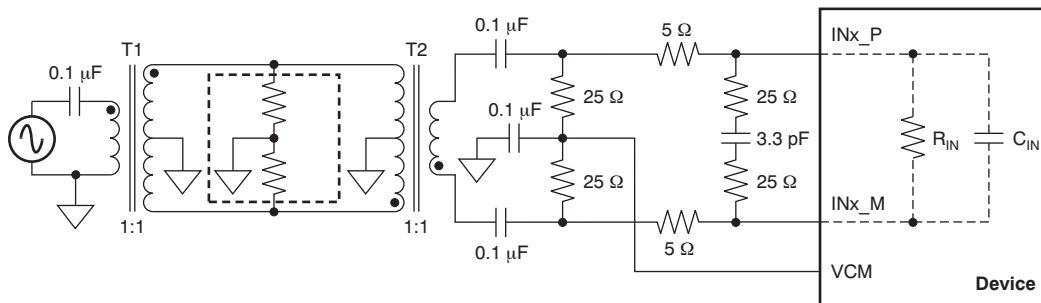 0.1 μF
T1
1:1
T2
1:1
0.1 μF
0.1 μF
0.1 μF
25 Ω
25 Ω
5 Ω
5 Ω
25 Ω
3.3 pF
25 Ω
INx_P
INx_M
VCM
R_IN
C_IN
Device